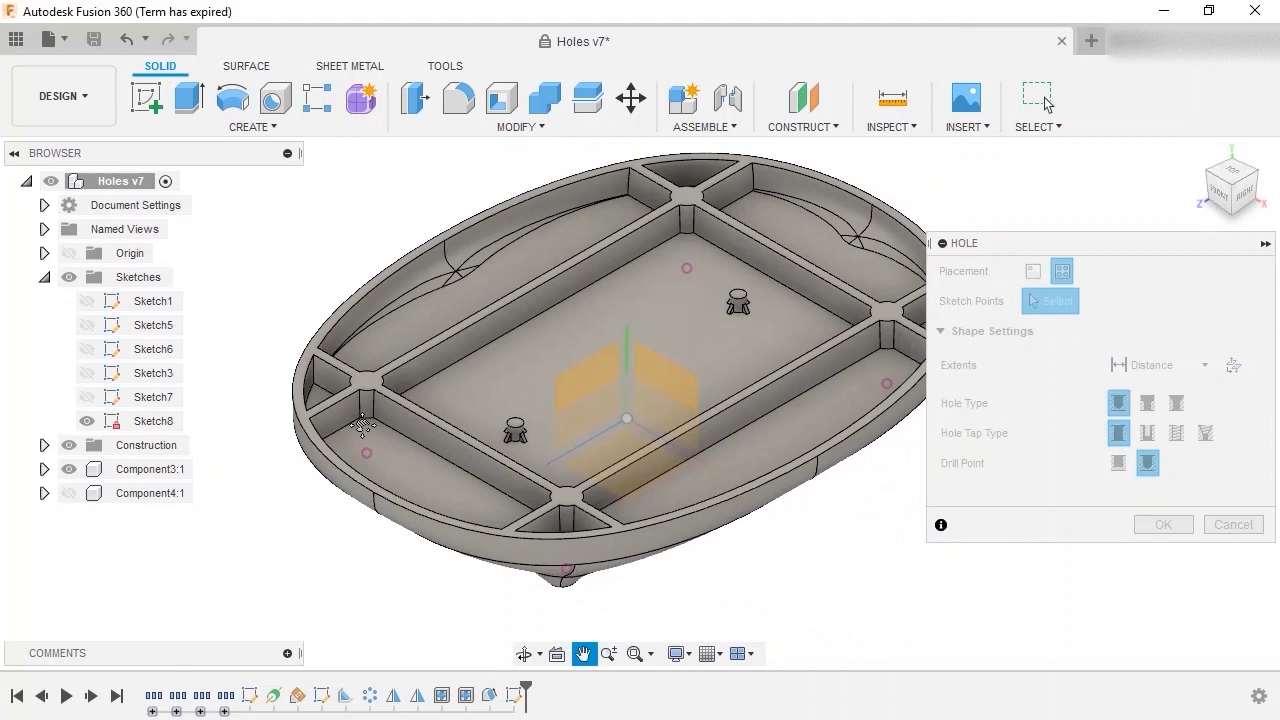 Autodesk Fusion 360 (Term has expired)
Holes v7*
SOLID SURFACE SHEET METAL TOOLS
DESIGN
CREATE MODIFY ASSEMBLE CONSTRUCT INSPECT INSERT SELECT
BROWSER
Holes v7
Document Settings
Named Views
Origin
Sketches
Sketch1
Sketch5
Sketch6
Sketch3
Sketch7
Sketch8
Construction
Component3:1
Component4:1
Y
TOP
FRONT
RIGHT
Z
X
HOLE
Placement
Sketch Points Select
Shape Settings
Extents Distance
Hole Type
Hole Tap Type
Drill Point
OK Cancel
COMMENTS